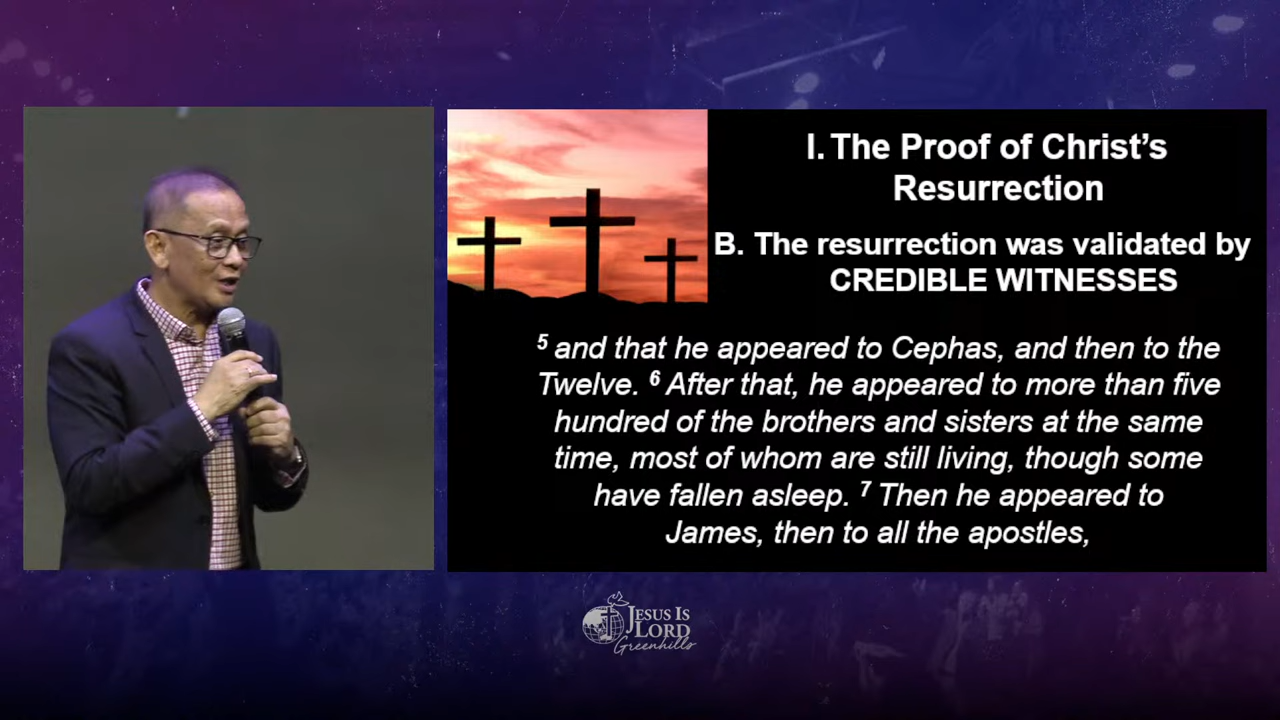 I. The Proof of Christ's
Resurrection
B. The resurrection was validated by
CREDIBLE WITNESSES
5 and that he appeared to Cephas, and then to the
Twelve. 6 After that, he appeared to more than five
hundred of the brothers and sisters at the same
time, most of whom are still living, though some
have fallen asleep. 7 Then he appeared to
James, then to all the apostles,
JESUS IS
LORD
Greenhills